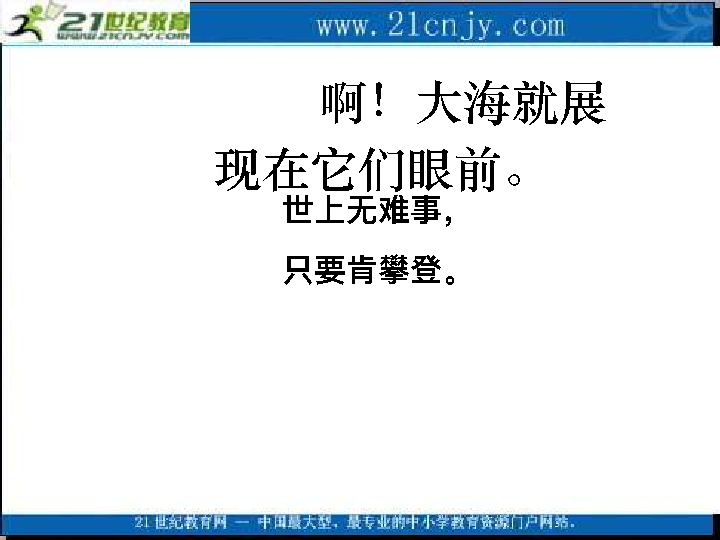 21世纪教育
WWW.21CNJY.COM
www.21cnjy.com
啊！大海就展
现在它们眼前。
世上无难事，
只要肯攀登。
21世纪教育网 -- 中国最大型、最专业的中小学教育资源门户网站.